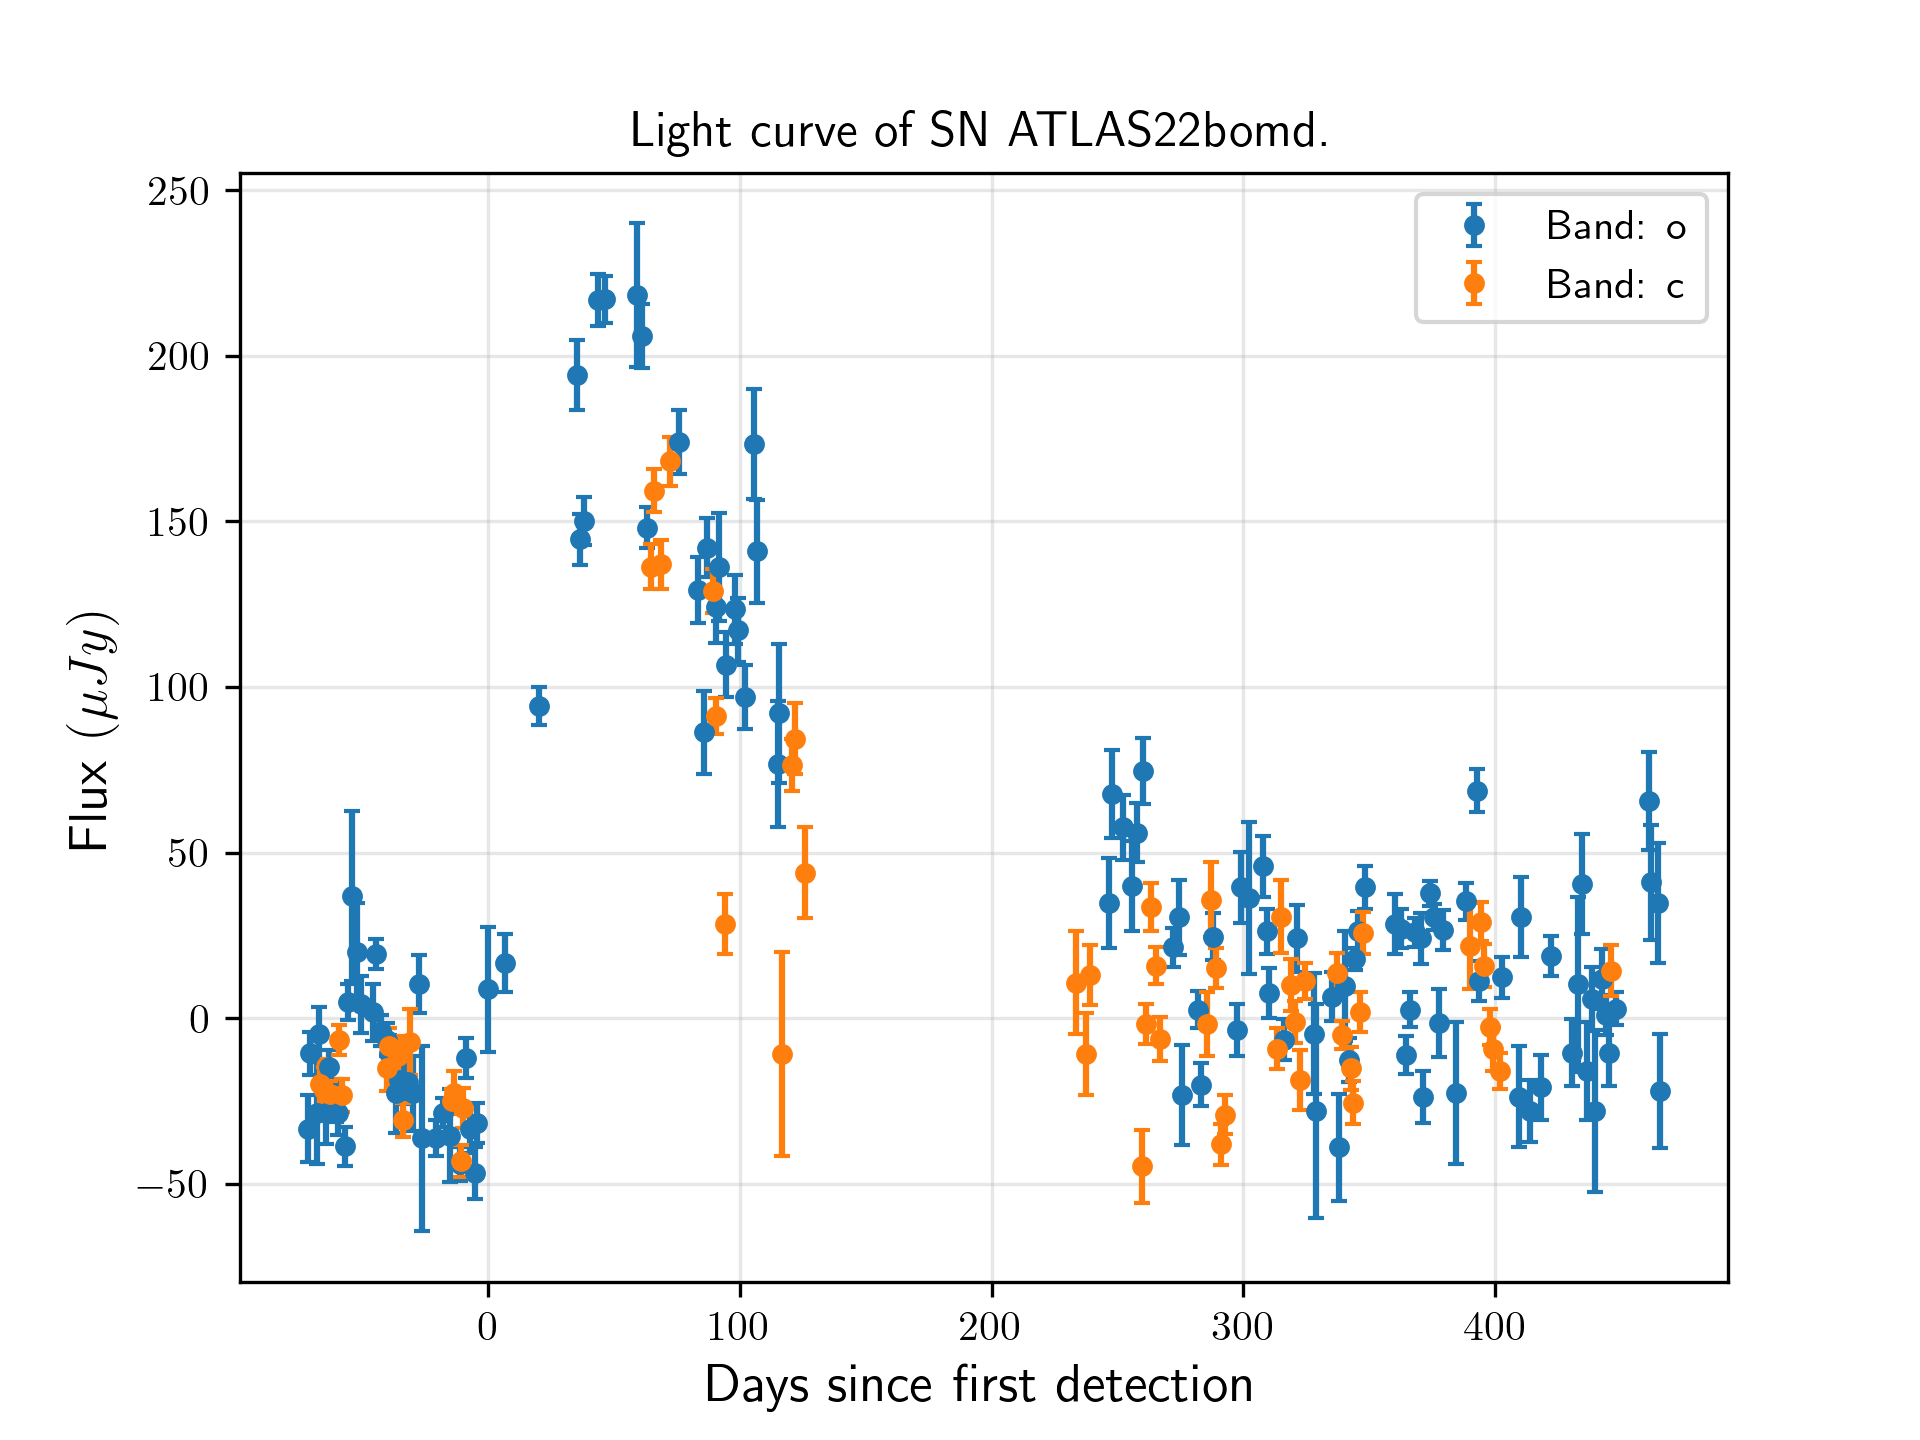 Light curve of SN ATLAS22bomd.
250
200
150
100
50
0
−50
Flux (μJy)
Band: o
Band: c
0
100
200
300
400
Days since first detection